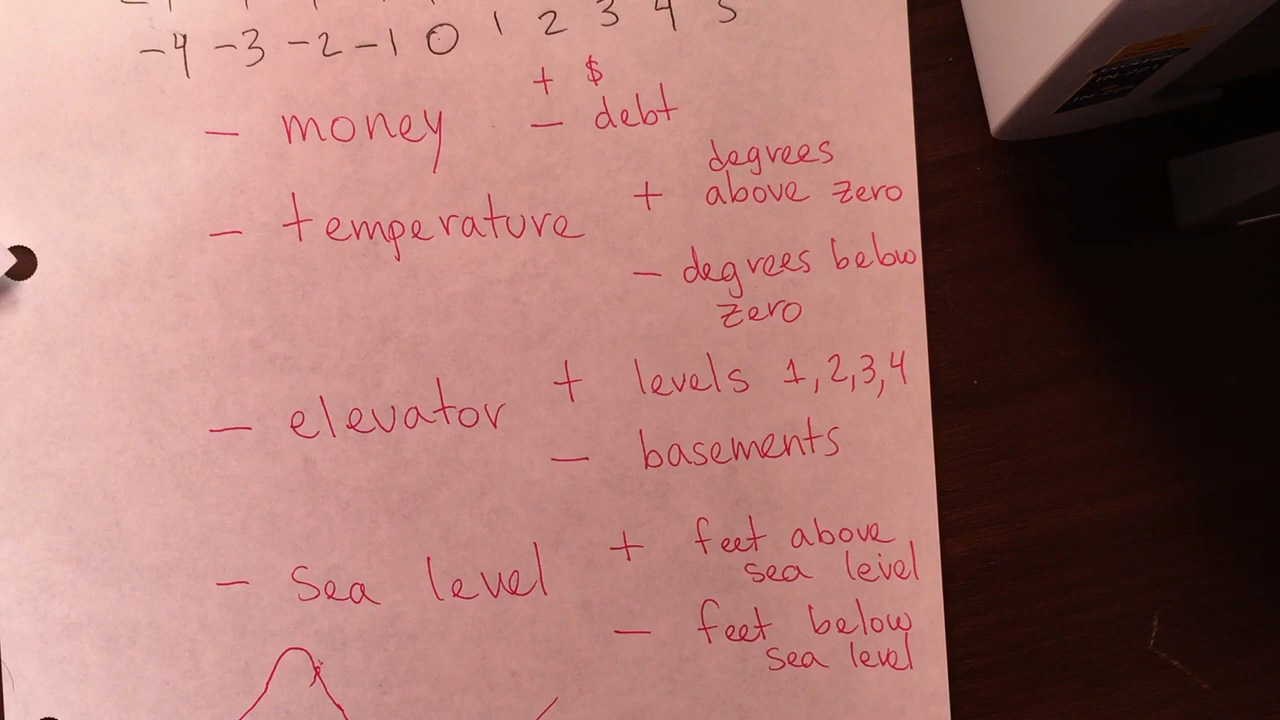 -4 -3 -2 -1 0 1 2 3 4 5
+ $
- money - debt
degrees
+ above zero
- temperature
- degrees below
zero
+ levels 1,2,3,4
- elevator
- basements
+ feet above
sea level
- sea level
- feet below
sea level